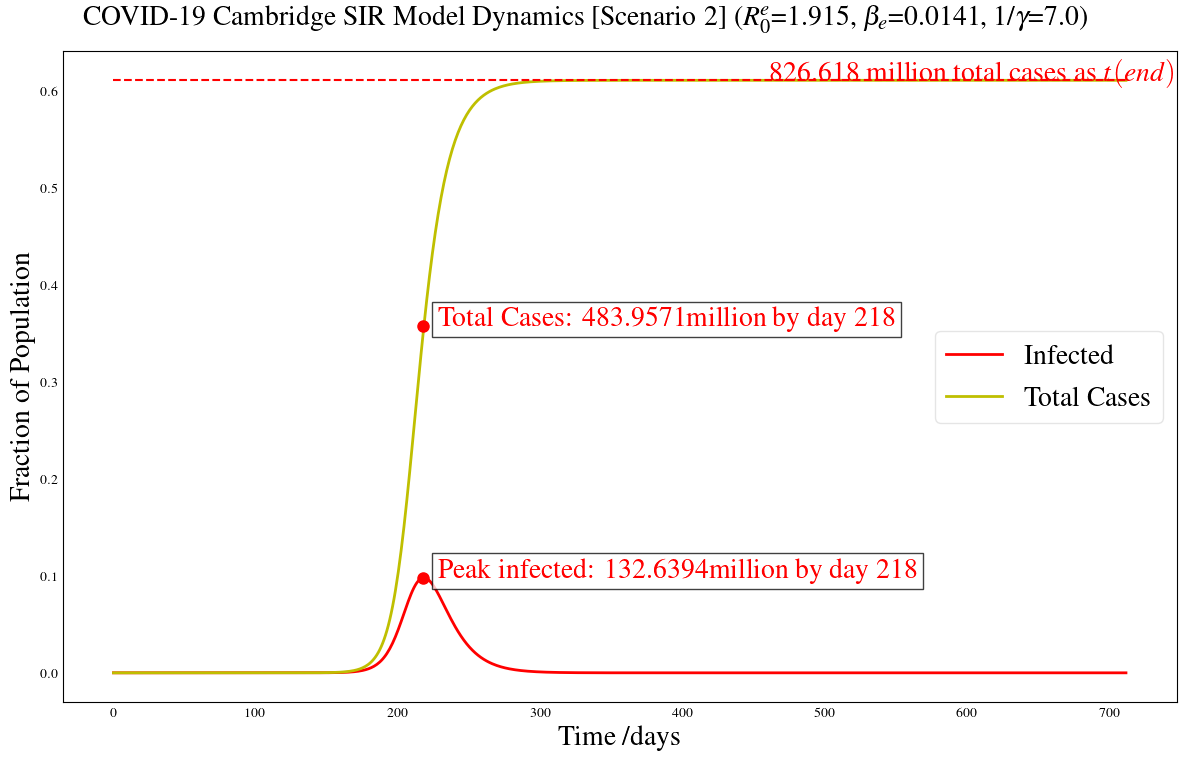 COVID-19 Cambridge SIR Model Dynamics [Scenario 2] ($R_0^e$=1.915, $\beta_e$=0.0141, 1/$\gamma$=7.0)
826.618 million total cases as t(end)
0.6
0.5
0.4
Total Cases: 483.9571million by day 218
Infected
0.3
Total Cases
0.2
Peak infected: 132.6394million by day 218
0.1
0.0
Fraction of Population
0 100 200 300 400 500 600 700
Time /days